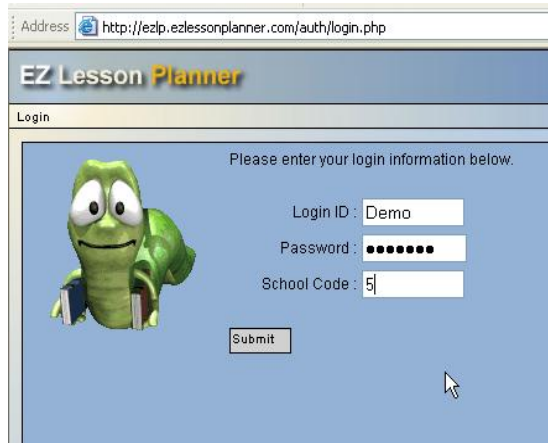 Address http://ezlp.ezlessonplanner.com/auth/login.php
EZ Lesson Planner
Login
Please enter your login information below.
Login ID : Demo
Password : ●●●●●●●
School Code : 5
Submit